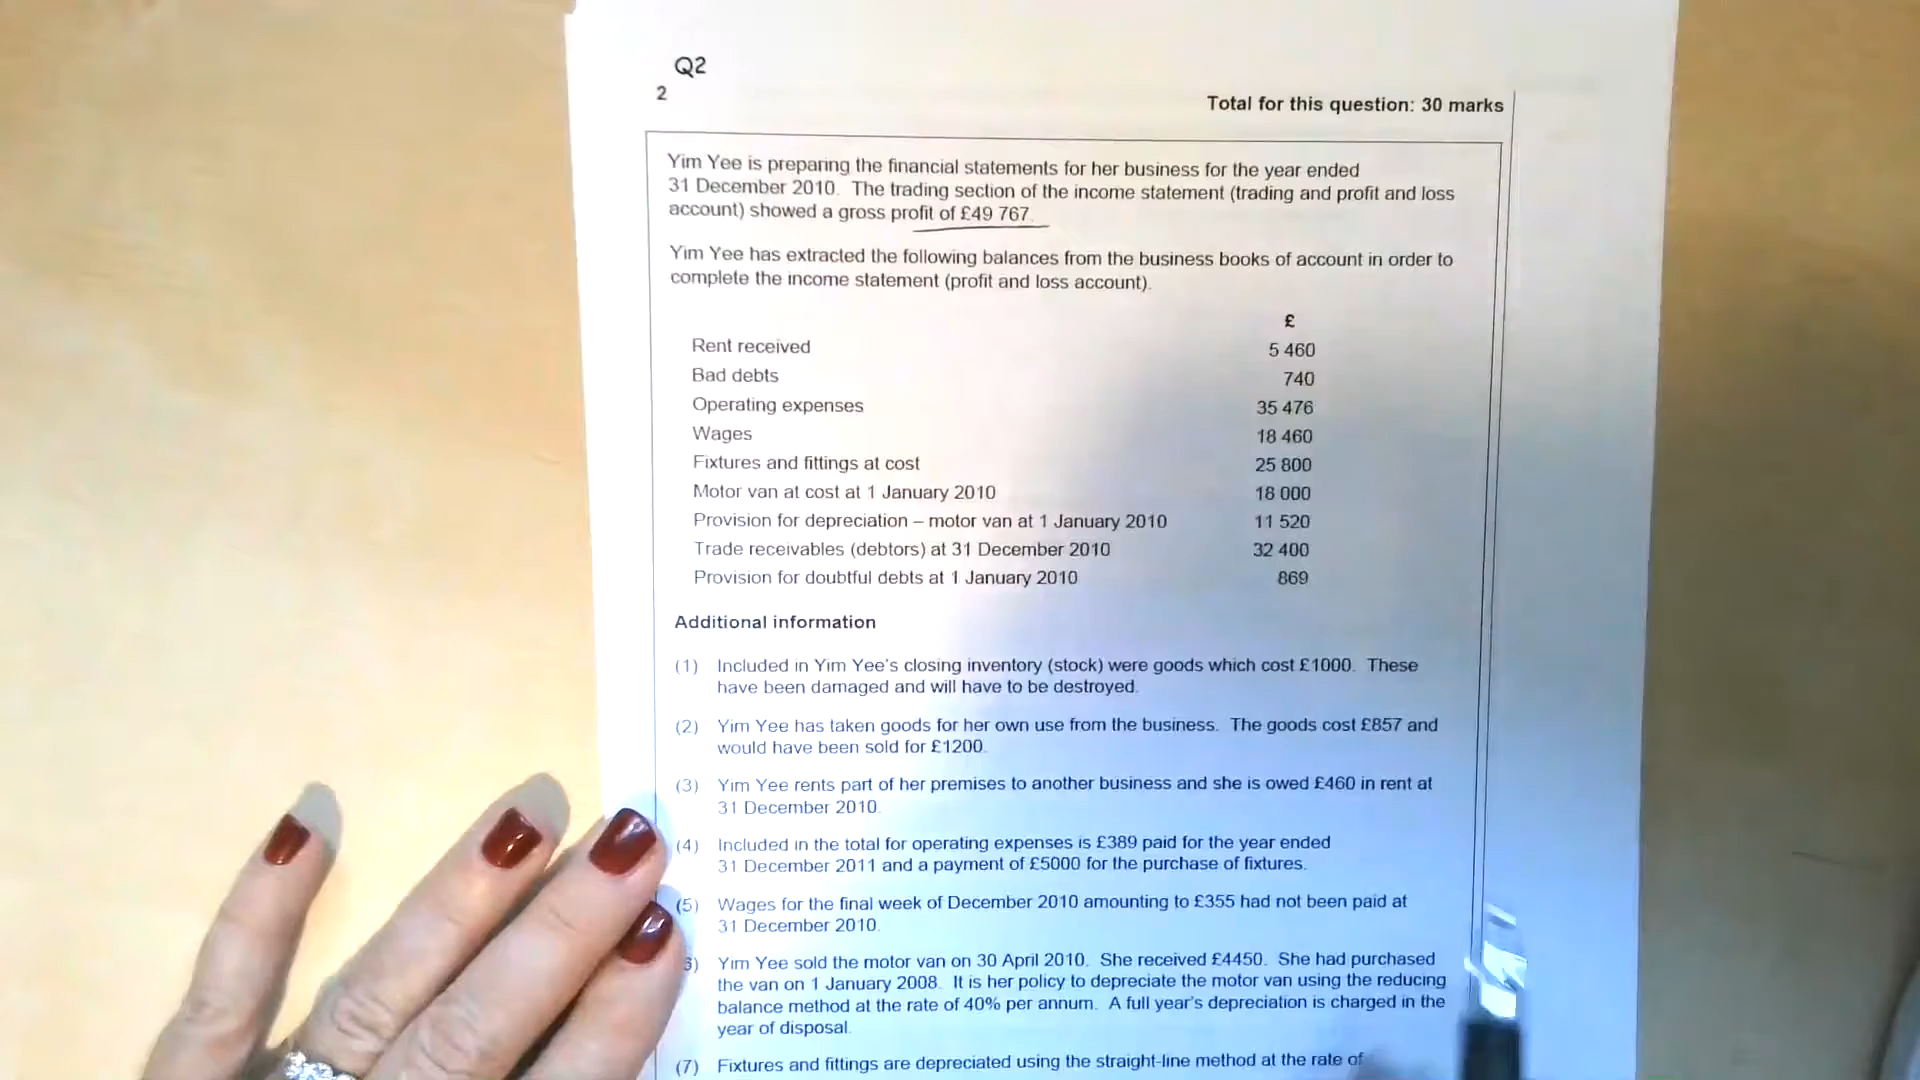 Q2
2
Total for this question: 30 marks
Yim Yee is preparing the financial statements for her business for the year ended
31 December 2010. The trading section of the income statement (trading and profit and loss
account) showed a gross profit of £49 767.
Yim Yee has extracted the following balances from the business books of account in order to
complete the income statement (profit and loss account).
£
Rent received 5 460
Bad debts 740
Operating expenses 35 476
Wages 18 460
Fixtures and fittings at cost 25 800
Motor van at cost at 1 January 2010 18 000
Provision for depreciation – motor van at 1 January 2010 11 520
Trade receivables (debtors) at 31 December 2010 32 400
Provision for doubtful debts at 1 January 2010 869
Additional information
(1) Included in Yim Yee's closing inventory (stock) were goods which cost £1000. These
have been damaged and will have to be destroyed.
(2) Yim Yee has taken goods for her own use from the business. The goods cost £857 and
would have been sold for £1200.
(3) Yim Yee rents part of her premises to another business and she is owed £460 in rent at
31 December 2010.
(4) Included in the total for operating expenses is £389 paid for the year ended
31 December 2011 and a payment of £5000 for the purchase of fixtures.
(5) Wages for the final week of December 2010 amounting to £355 had not been paid at
31 December 2010.
6) Yim Yee sold the motor van on 30 April 2010. She received £4450. She had purchased
the van on 1 January 2008. It is her policy to depreciate the motor van using the reducing
balance method at the rate of 40% per annum. A full year's depreciation is charged in the
year of disposal.
(7) Fixtures and fittings are depreciated using the straight-line method at the rate of